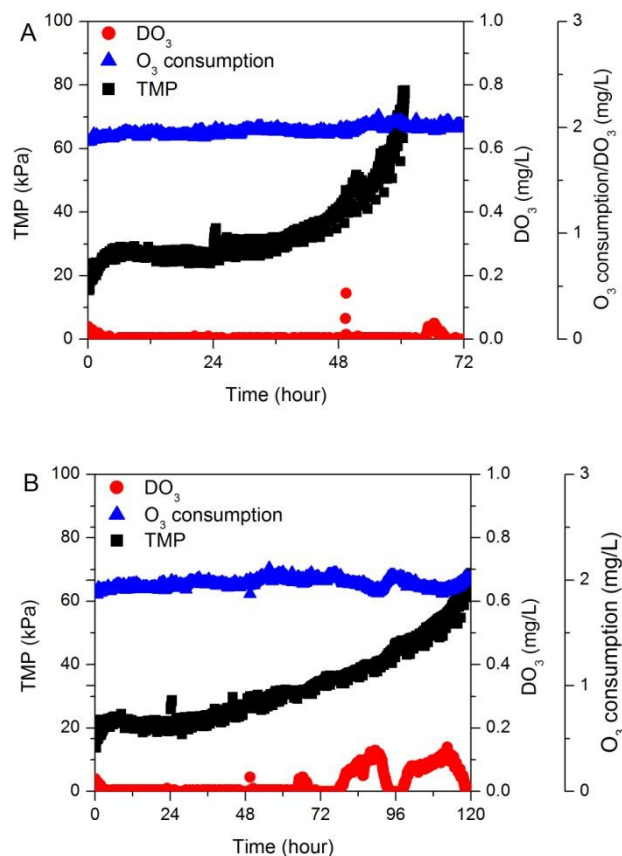 A
DO₃
O₃ consumption
TMP
100
80
60
40
20
0
TMP (kPa)
1.0
0.8
0.6
0.4
0.2
0.0
DO₃ (mg/L)
3
2
1
0
O₃ consumption/DO₃ (mg/L)
0 24 48 72
Time (hour)
B
DO₃
O₃ consumption
TMP
100
80
60
40
20
0
TMP (kPa)
1.0
0.8
0.6
0.4
0.2
0.0
DO₃ (mg/L)
3
2
1
0
O₃ consumption (mg/L)
0 24 48 72 96 120
Time (hour)